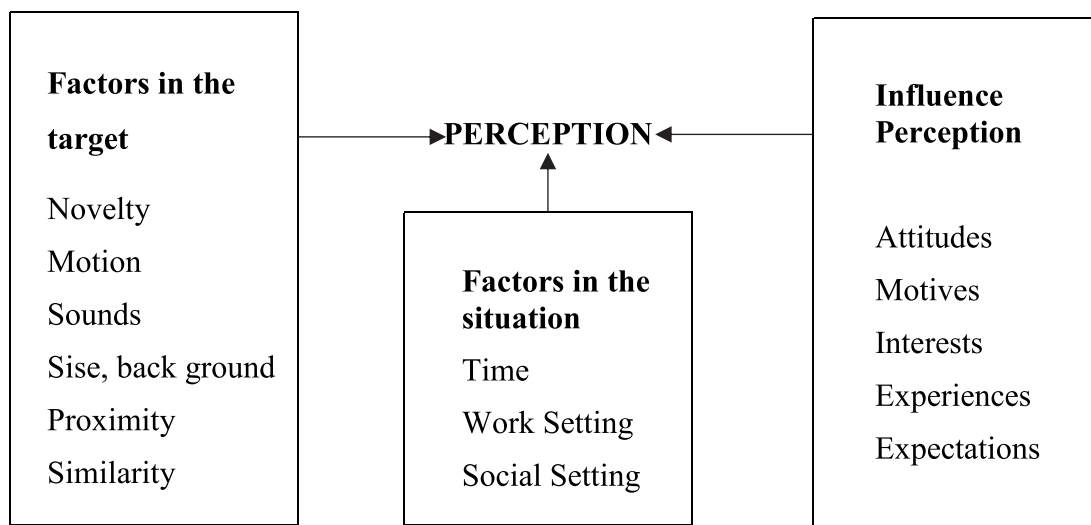 Factors in the
target
Novelty
Motion
Sounds
Sise, back ground
Proximity
Similarity
PERCEPTION
Factors in the
situation
Time
Work Setting
Social Setting
Influence
Perception
Attitudes
Motives
Interests
Experiences
Expectations